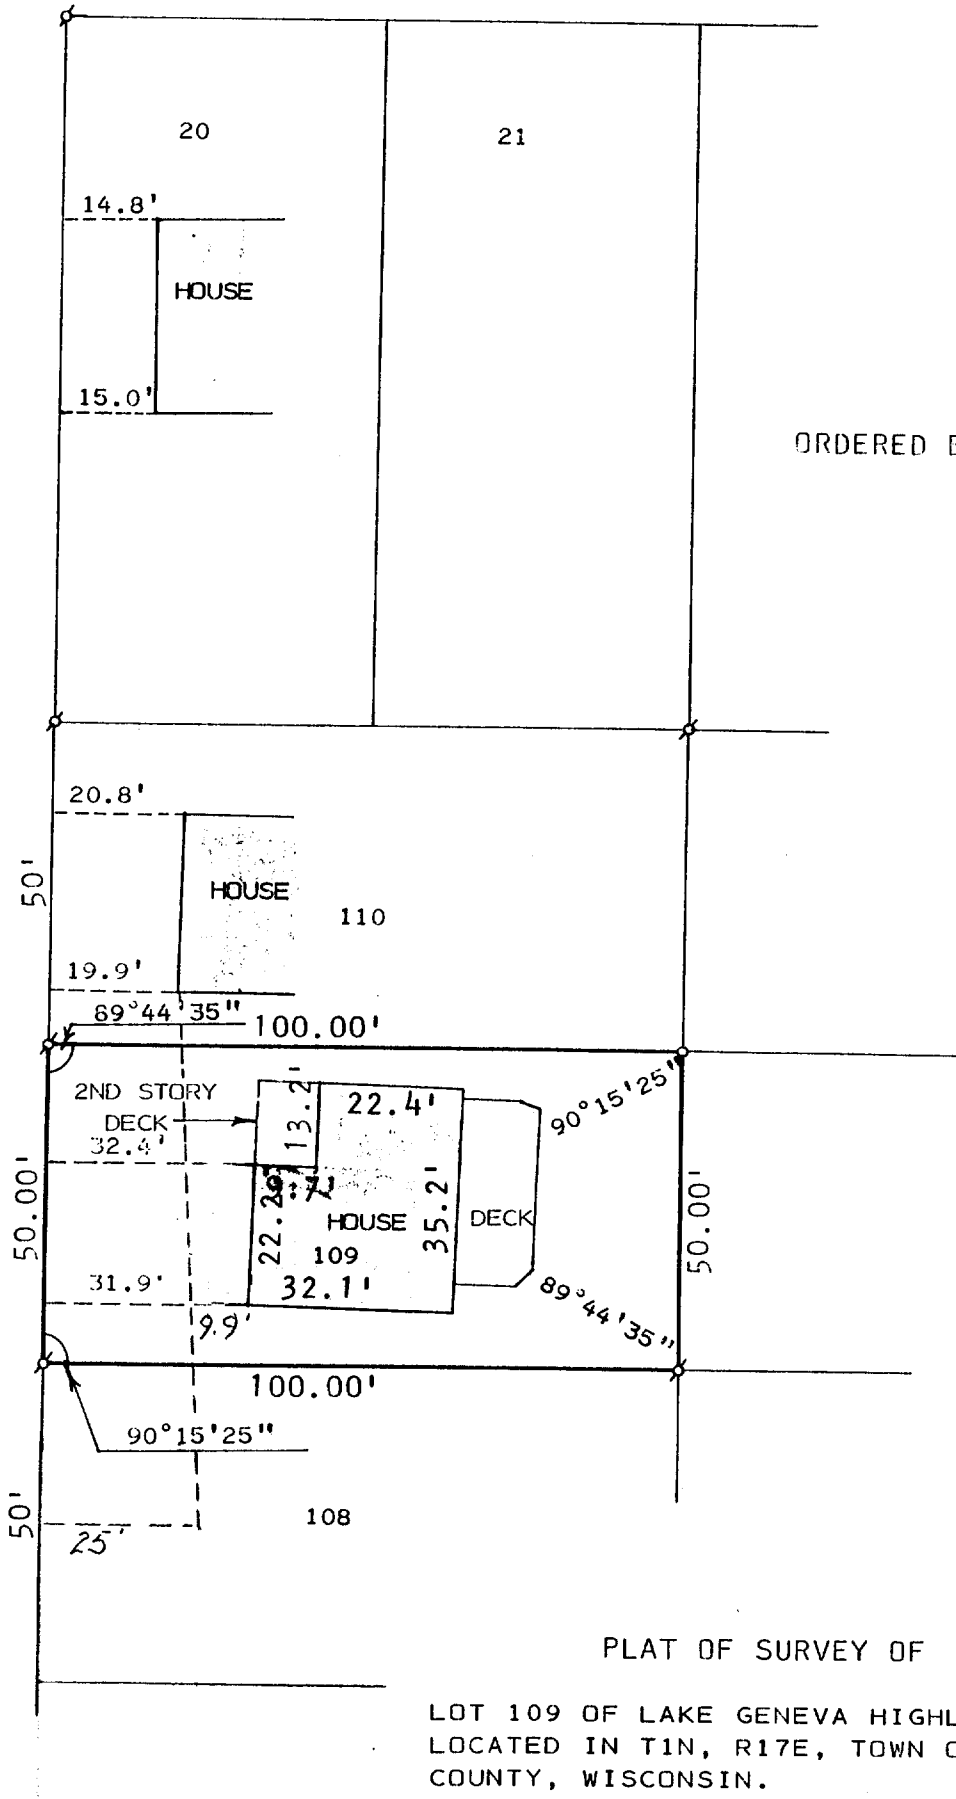 20
21
14.8'
HOUSE
15.0'
ORDERED
20.8'
50'
HOUSE
110
19.9'
89°44'35"
100.00'
2ND STORY
DECK
13.2'
22.4'
90°15'25"
32.4'
9.7'
50.00'
22.2'
HOUSE
35.2'
DECK
50.00'
109
31.9'
32.1'
89°44'35"
9.9'
100.00'
90°15'25"
50'
108
25'
PLAT OF SURVEY OF
LOT 109 OF LAKE GENEVA HIGHL
LOCATED IN T1N, R17E, TOWN
COUNTY, WISCONSIN.